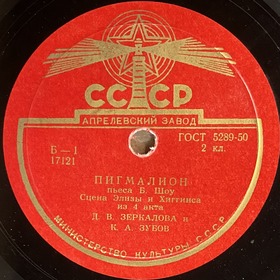 СССР
АПРЕЛЕВСКИЙ ЗАВОД
Б—1
17121
ГОСТ 5289-50
2 кл.
ПИГМАЛИОН
пьеса Б. Шоу
Сцена Элизы и Хиггинса
из 4 акта
Д. В. ЗЕРКАЛОВА и
К. А. ЗУБОВ
МИНИСТЕРСТВО КУЛЬТУРЫ СССР